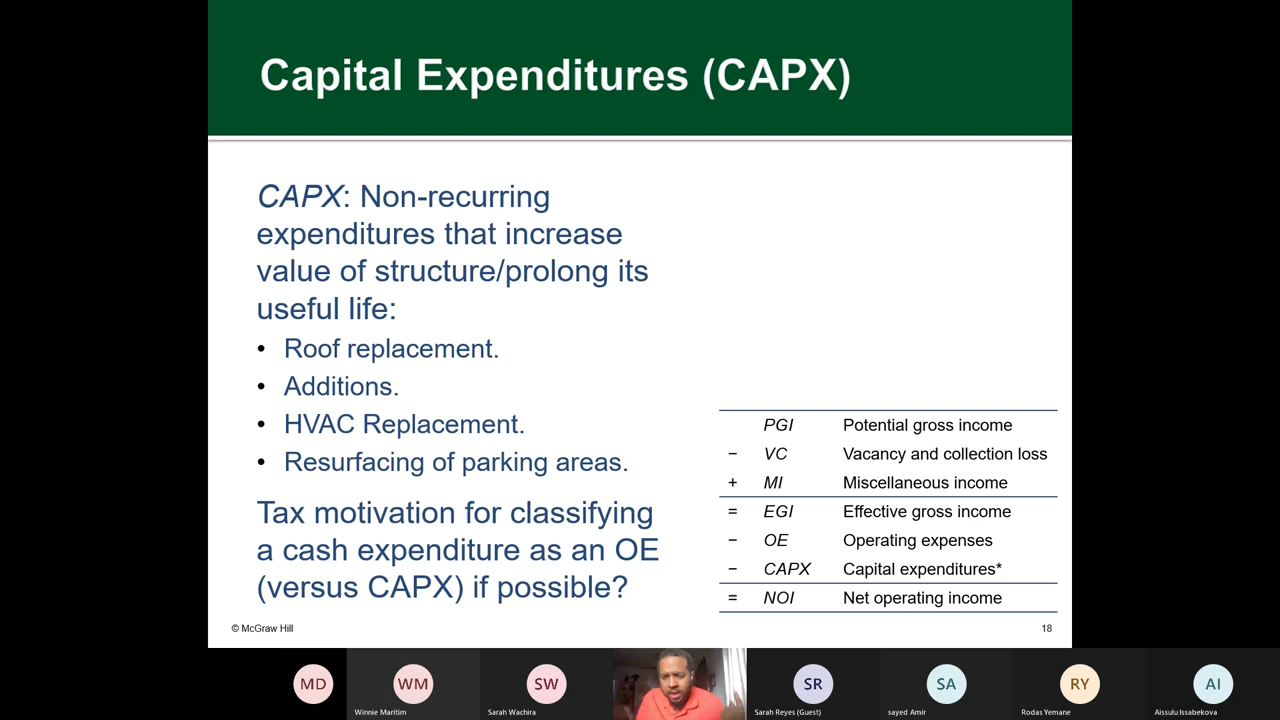 Capital Expenditures (CAPX)
CAPX: Non-recurring
expenditures that increase
value of structure/prolong its
useful life:
• Roof replacement.
• Additions.
• HVAC Replacement.
• Resurfacing of parking areas.
Tax motivation for classifying
a cash expenditure as an OE
(versus CAPX) if possible?
PGI Potential gross income
− VC Vacancy and collection loss
+ MI Miscellaneous income
= EGI Effective gross income
− OE Operating expenses
− CAPX Capital expenditures*
= NOI Net operating income
© McGraw Hill
18
MD
WM
SW
SR
SA
RY
AI
Winnie Maritim
Sarah Wachira
Sarah Reyes (Guest)
sayed Amir
Rodas Yemane
Aissulu Issabekova